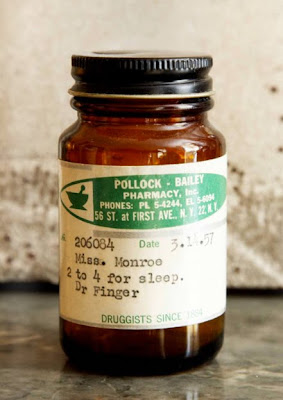 POLLOCK - BAILEY
PHARMACY, Inc.
PHONES: PL 5-4244, EL 5-6054
56 ST. at FIRST AVE., N.Y. 22, N.Y.
206084 Date 3.14.57
Miss. Monroe
2 to 4 for sleep.
Dr Finger
DRUGGISTS SINCE